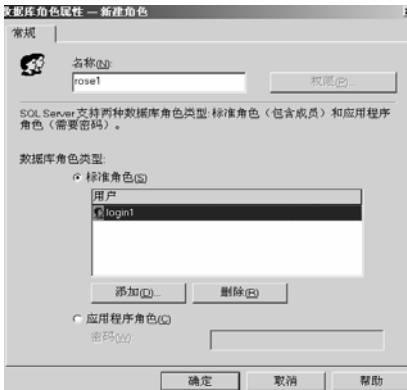 数据库角色属性 — 新建角色
常规
名称(N):
rose1
权限(P)...
SQL Server支持两种数据库角色类型:标准角色(包含成员)和应用程序
角色(需要密码)。
数据库角色类型:
标准角色(S)
用户
login1
添加(D)...
删除(R)
应用程序角色(C)
密码(W):
确定
取消
帮助